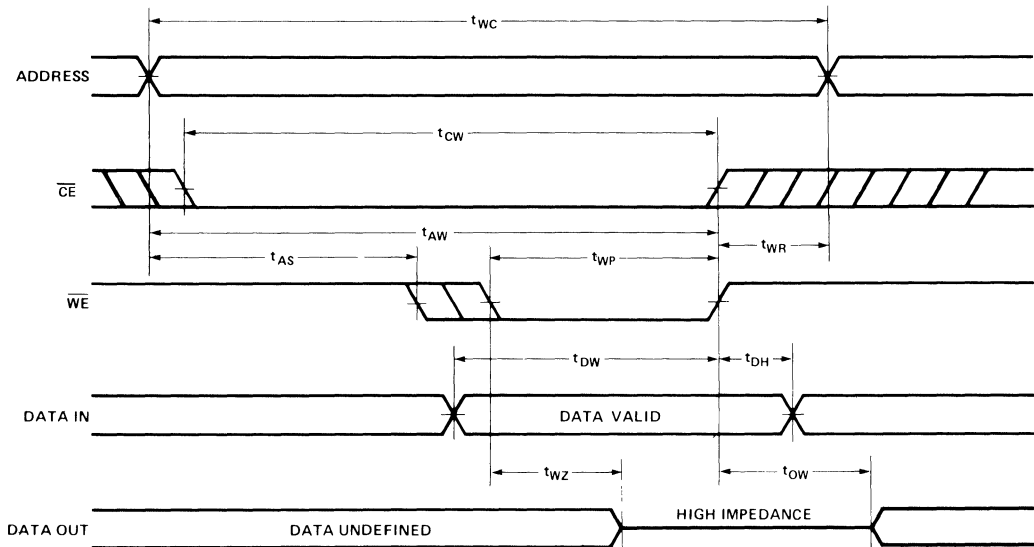 tWC
ADDRESS
tCW
CE
tAW
tAS
tWP
tWR
WE
tDW
tDH
DATA IN
DATA VALID
tWZ
tOW
DATA OUT
DATA UNDEFINED
HIGH IMPEDANCE